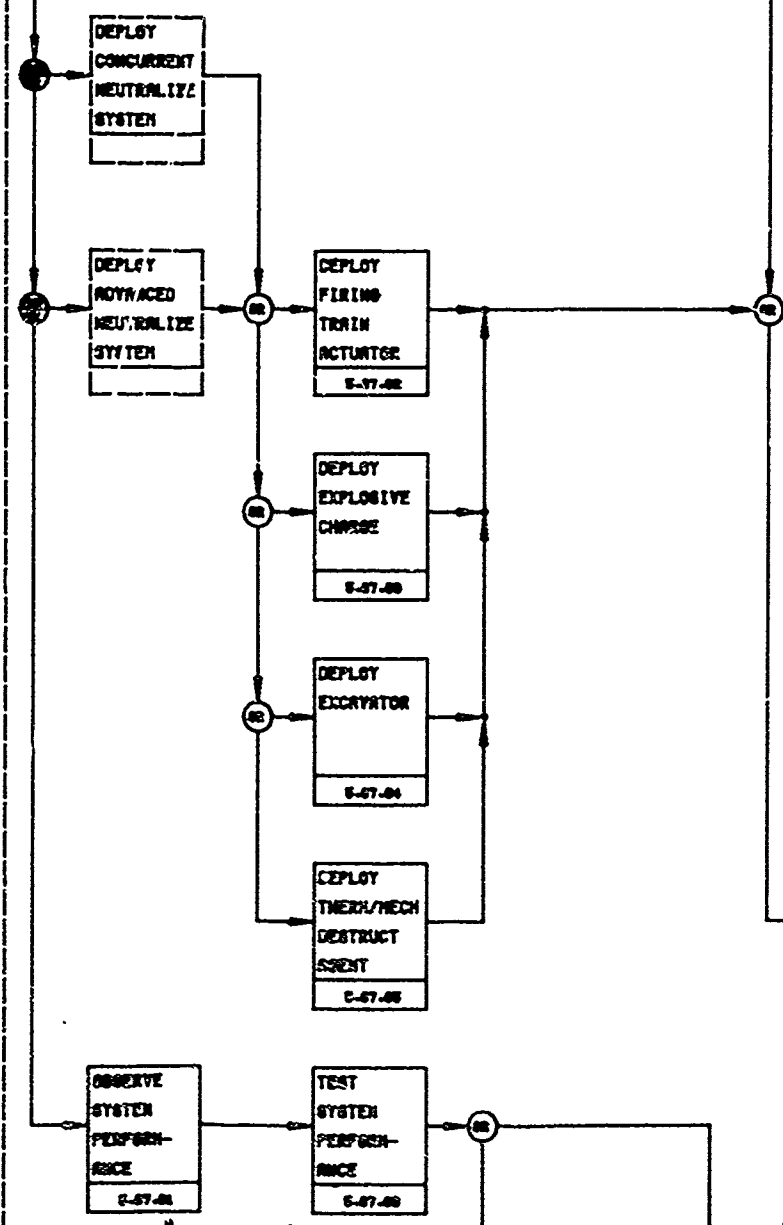 DEPLOY
CONCURRENT
NEUTRALIZE
SYSTEM
DEPLOY
ADVANCED
NEUTRALIZE
SYSTEM
OR
DEPLOY
FIRING
TRAIN
ACTUATOR
OR
OR
DEPLOY
EXPLOSIVE
CHARGE
OR
DEPLOY
EXCAVATOR
DEPLOY
THERM/MECH
DESTRUCT
AGENT
OBSERVE
SYSTEM
PERFORM-
ANCE
TEST
SYSTEM
PERFORM-
ANCE
OR